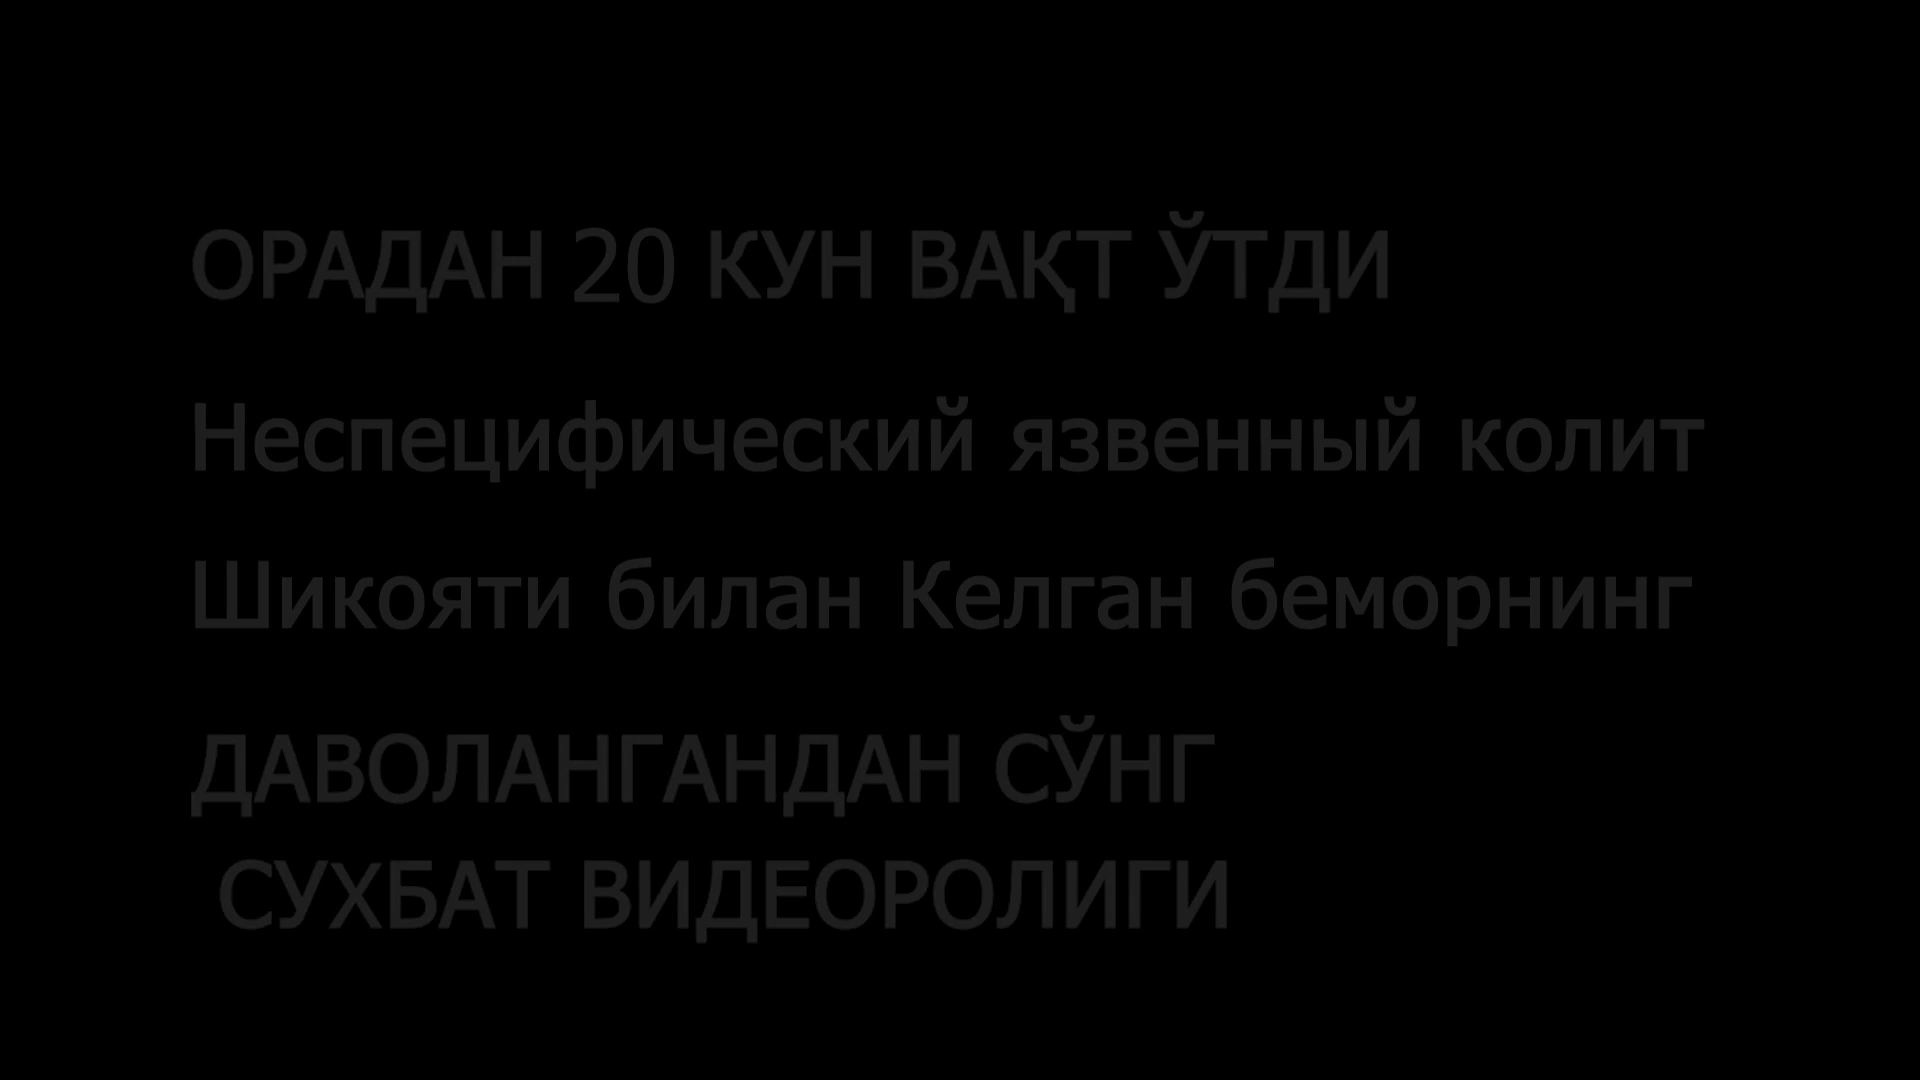 ОРАДАН 20 КУН ВАҚТ ЎТДИ
Неспецифический язвенный колит
Шикояти билан Келган беморнинг
ДАВОЛАНГАНДАН СЎНГ
СУХБАТ ВИДЕОРОЛИГИ